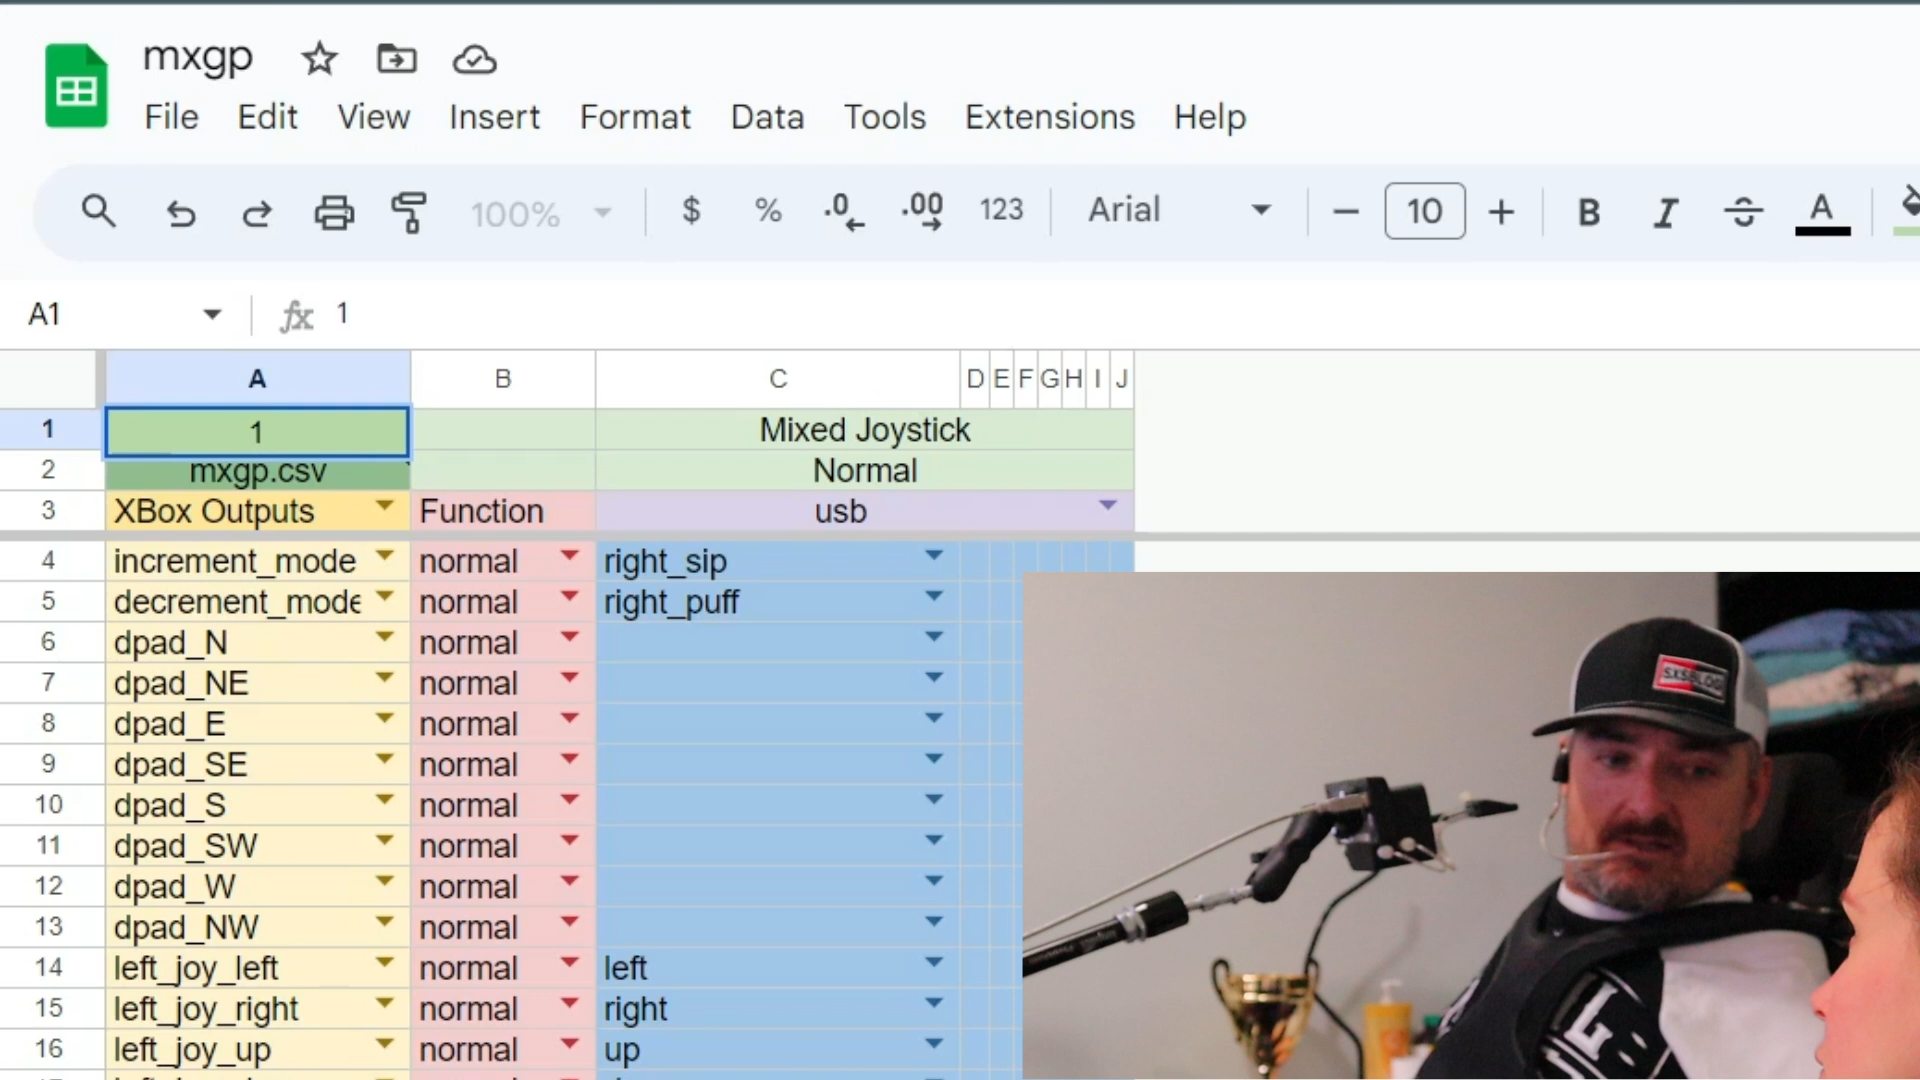 mxgp
File Edit View Insert Format Data Tools Extensions Help
100% $ % .0 .00 123 Arial - 10 + B I S A
A1 fx 1
A B C D E F G H I J
1 1 Mixed Joystick
2 mxgp.csv Normal
3 XBox Outputs Function usb
4 increment_mode normal right_sip
5 decrement_mode normal right_puff
6 dpad_N normal
7 dpad_NE normal
8 dpad_E normal
9 dpad_SE normal
10 dpad_S normal
11 dpad_SW normal
12 dpad_W normal
13 dpad_NW normal
14 left_joy_left normal left
15 left_joy_right normal right
16 left_joy_up normal up
SXSBLOG